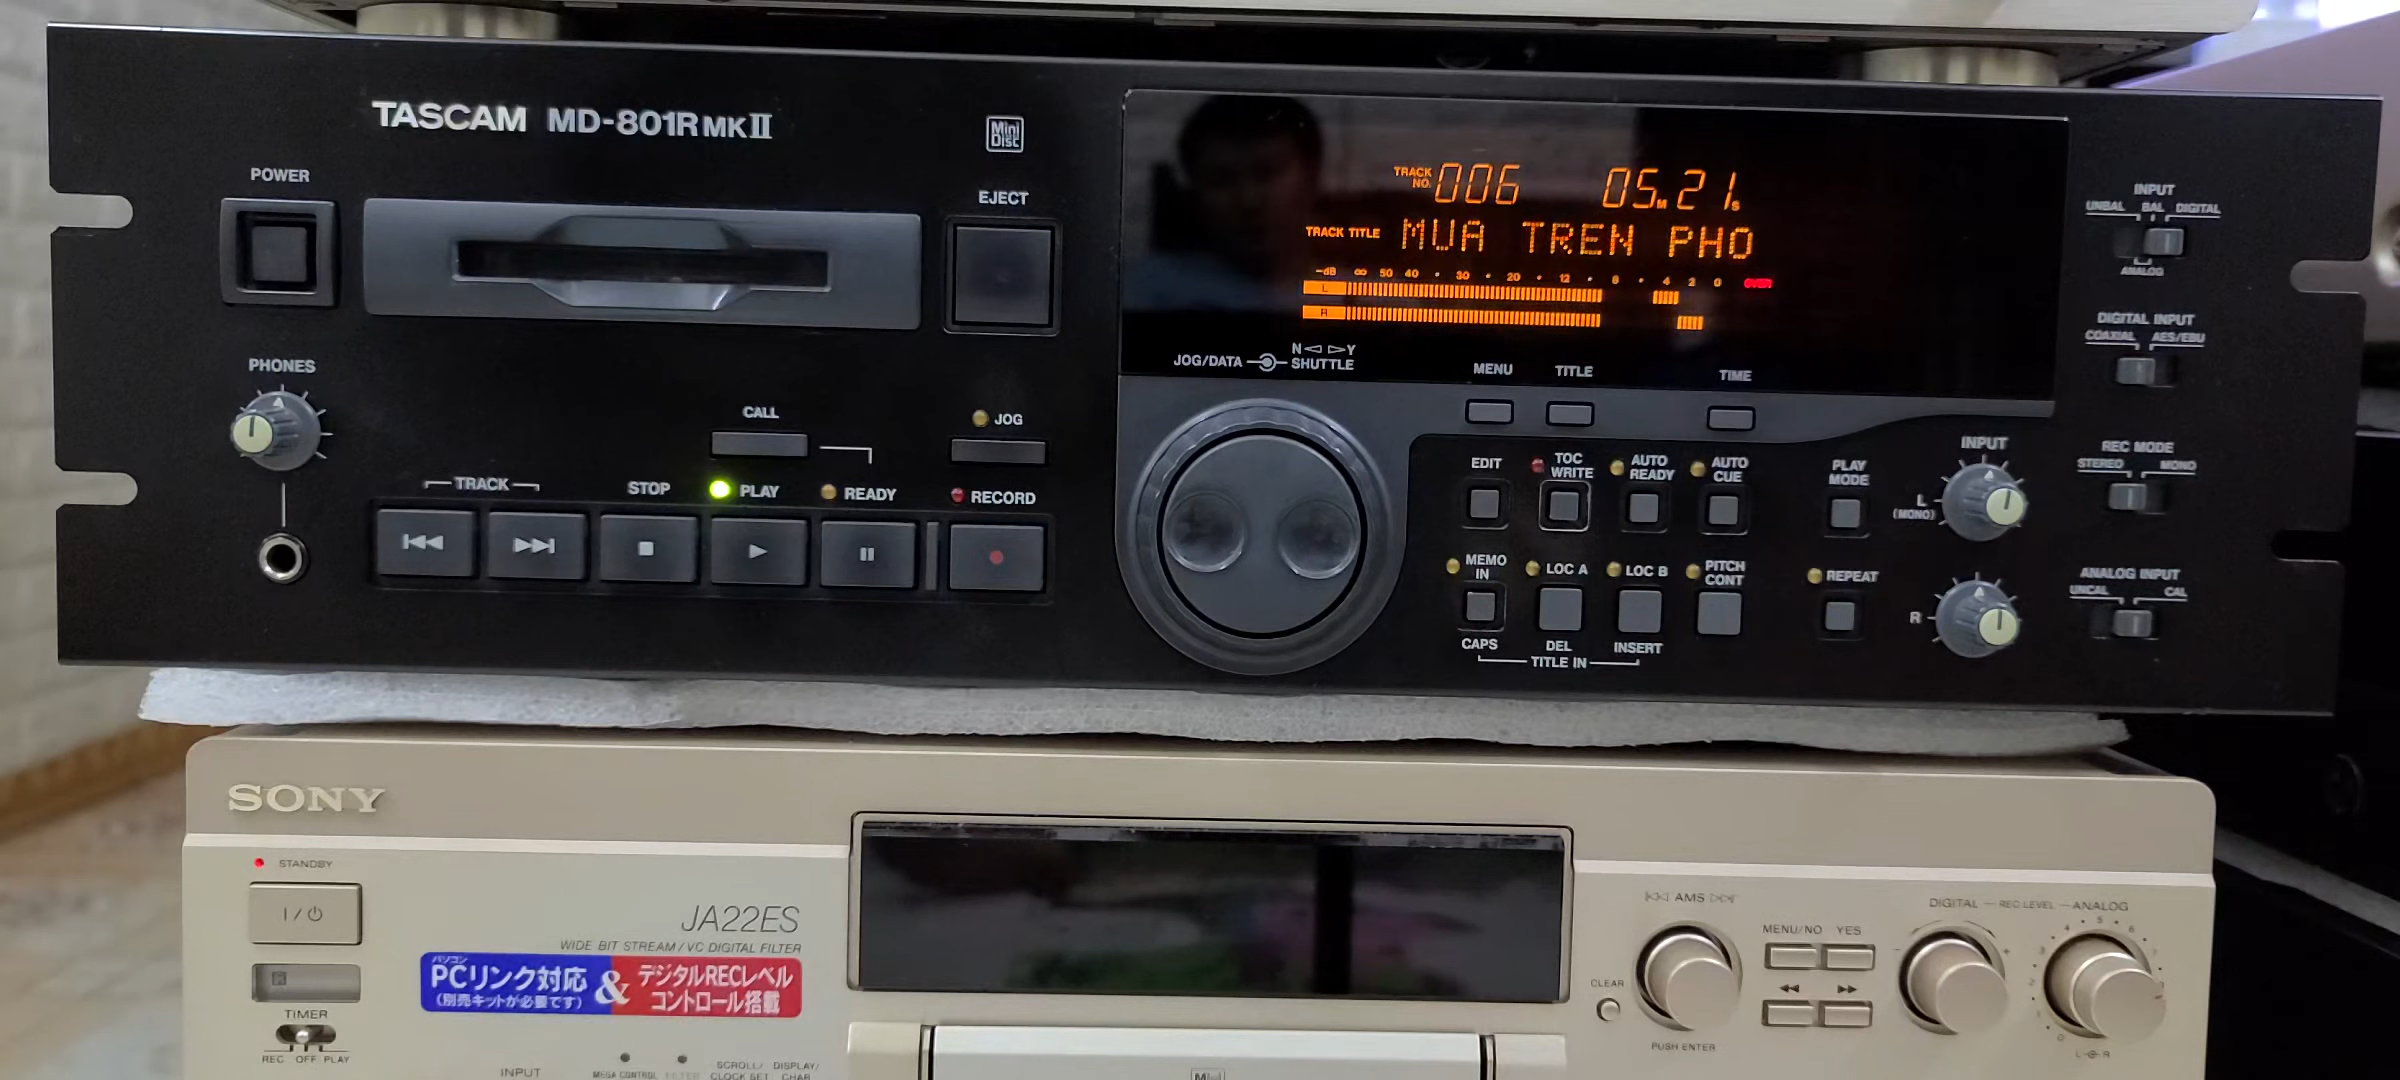 TASCAM MD-801R MKII
Mini Disc
POWER
EJECT
PHONES
CALL
JOG
TRACK
STOP
PLAY
READY
RECORD
TRACK NO. 006 05M 21S
TRACK TITLE MUA TREN PHO
-dB ∞ 50 40 · 30 · 20 · 12 · 8 · 4 2 0 OVER
L
R
JOG/DATA
N Y
SHUTTLE
MENU
TITLE
TIME
EDIT
TOC WRITE
AUTO READY
AUTO CUE
PLAY MODE
MEMO IN
LOC A
LOC B
PITCH CONT
REPEAT
CAPS
DEL
INSERT
TITLE IN
INPUT
L (MONO)
R
INPUT
UNBAL BAL DIGITAL
ANALOG
DIGITAL INPUT
COAXIAL AES/EBU
REC MODE
STEREO MONO
ANALOG INPUT
UNCAL CAL
SONY
STANDBY
I/⏻
JA22ES
WIDE BIT STREAM / VC DIGITAL FILTER
パソコン
PCリンク対応
(別売キットが必要です)
&
デジタルRECレベル
コントロール搭載
TIMER
REC OFF PLAY
INPUT
MEGA CONTROL
FILTER
SCROLL/ CLOCK SET
DISPLAY/ CHAR
AMS
PUSH ENTER
CLEAR
MENU/NO YES
DIGITAL — REC LEVEL — ANALOG
L R